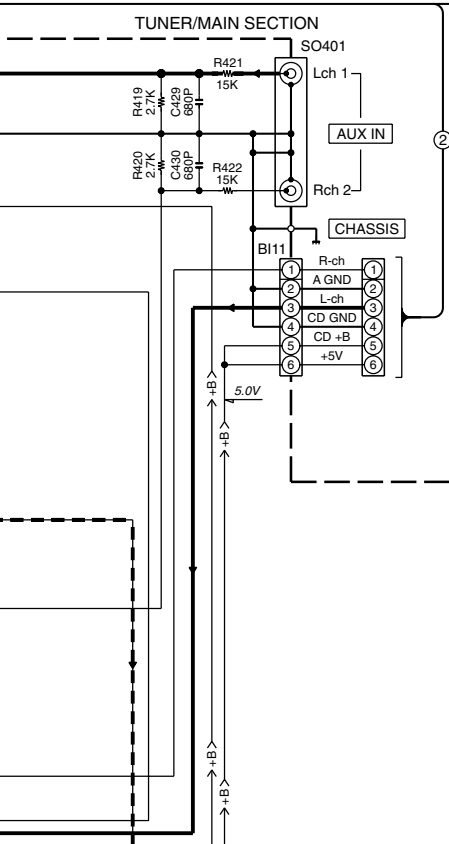 TUNER/MAIN SECTION
SO401
R421
15K
Lch 1
R419
2.7K
C429
680P
AUX IN
2
R420
2.7K
C430
680P
R422
15K
Rch 2
CHASSIS
BI11
1 R-ch 1
2 A GND 2
3 L-ch 3
4 CD GND 4
5 CD +B 5
6 +5V 6
+B
5.0V
+B
+B
+B